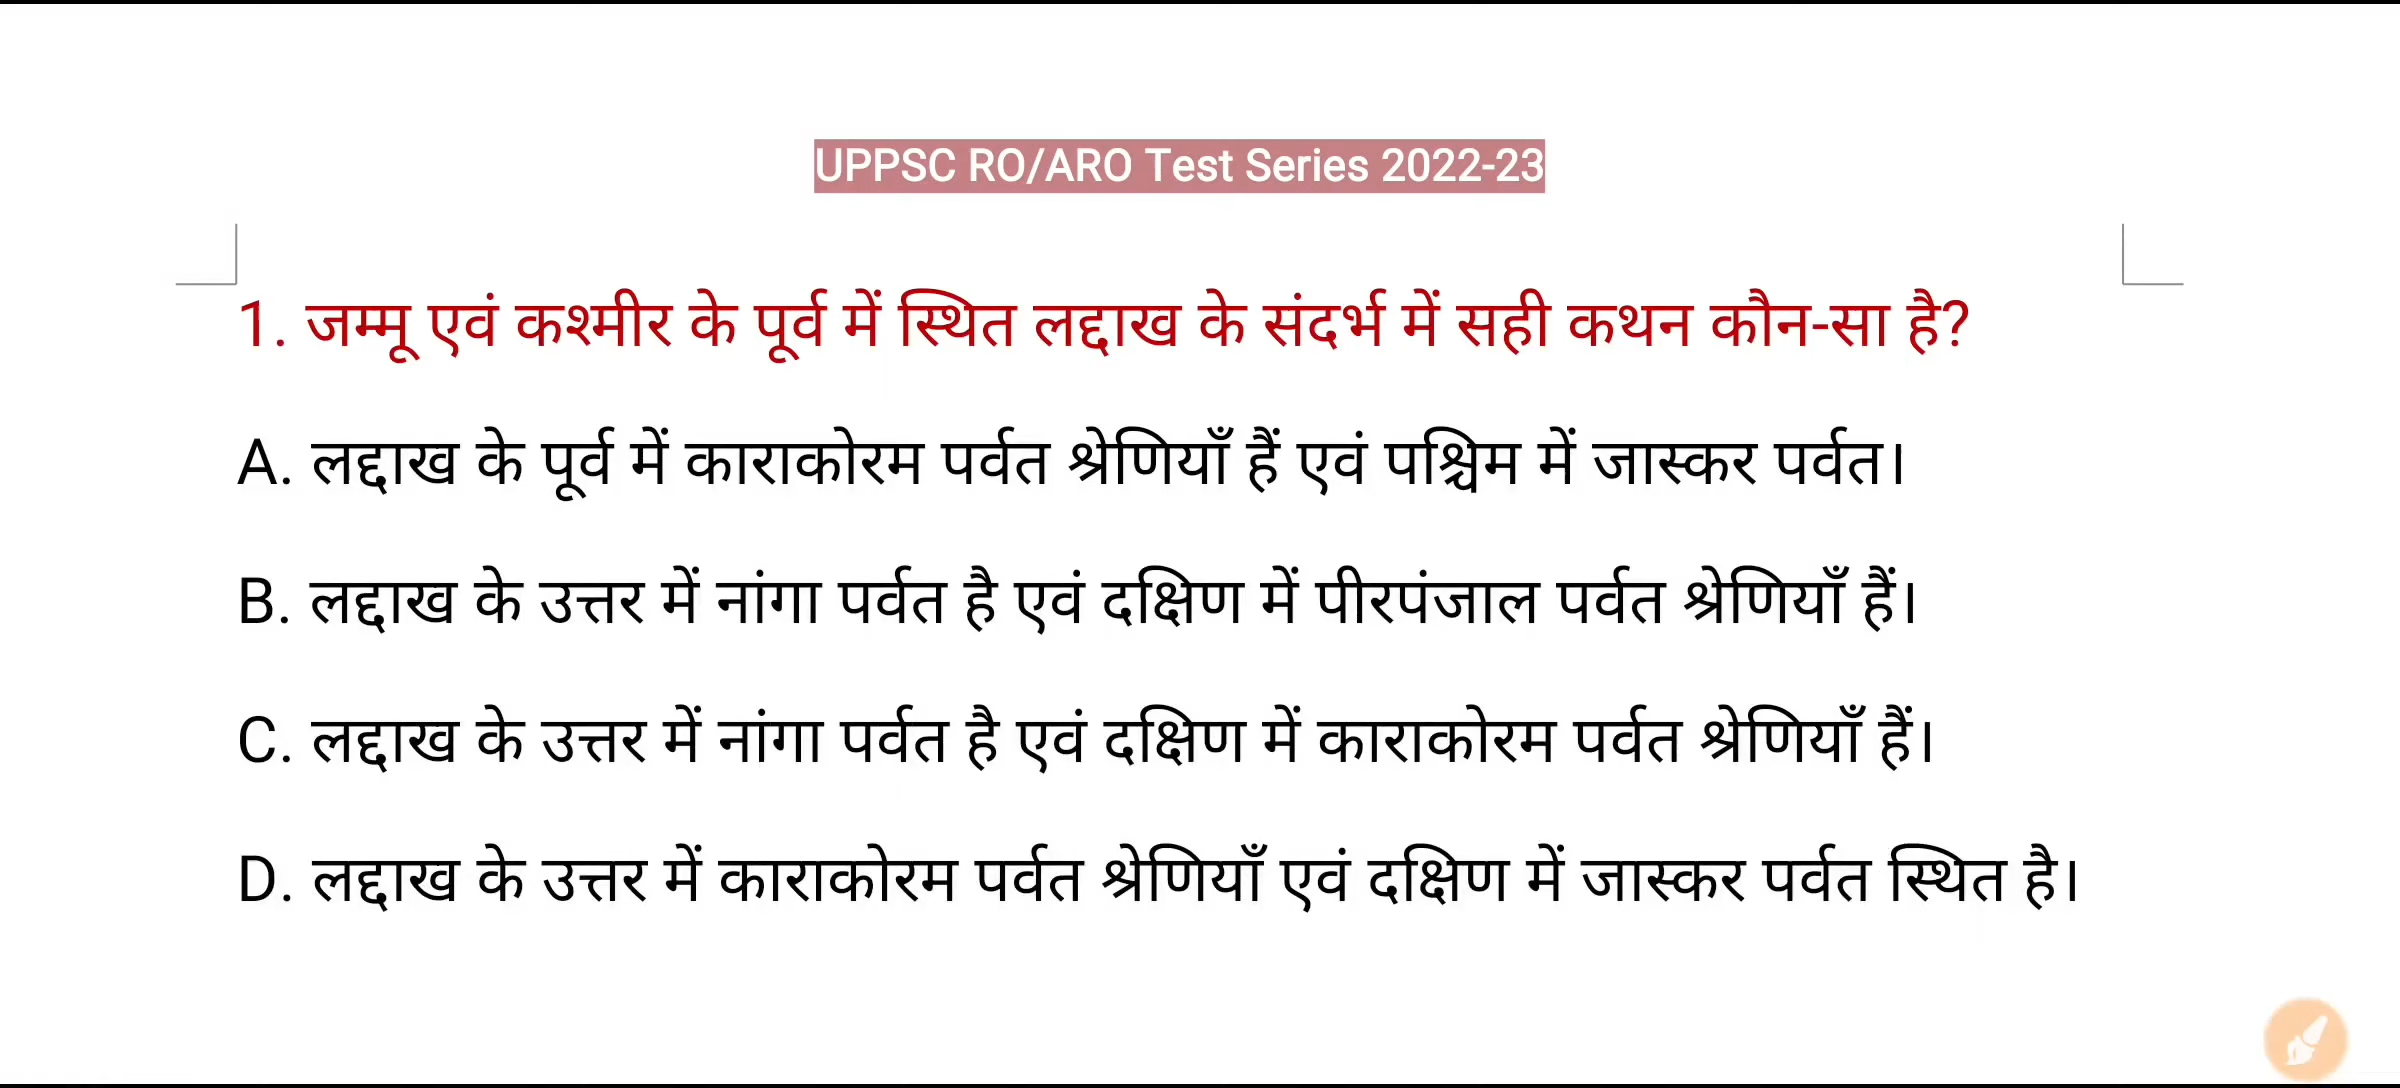 UPPSC RO/ARO Test Series 2022-23
1. जम्मू एवं कश्मीर के पूर्व में स्थित लद्दाख के संदर्भ में सही कथन कौन-सा है?
A. लद्दाख के पूर्व में काराकोरम पर्वत श्रेणियाँ हैं एवं पश्चिम में जास्कर पर्वत।
B. लद्दाख के उत्तर में नांगा पर्वत है एवं दक्षिण में पीरपंजाल पर्वत श्रेणियाँ हैं।
C. लद्दाख के उत्तर में नांगा पर्वत है एवं दक्षिण में काराकोरम पर्वत श्रेणियाँ हैं।
D. लद्दाख के उत्तर में काराकोरम पर्वत श्रेणियाँ एवं दक्षिण में जास्कर पर्वत स्थित है।